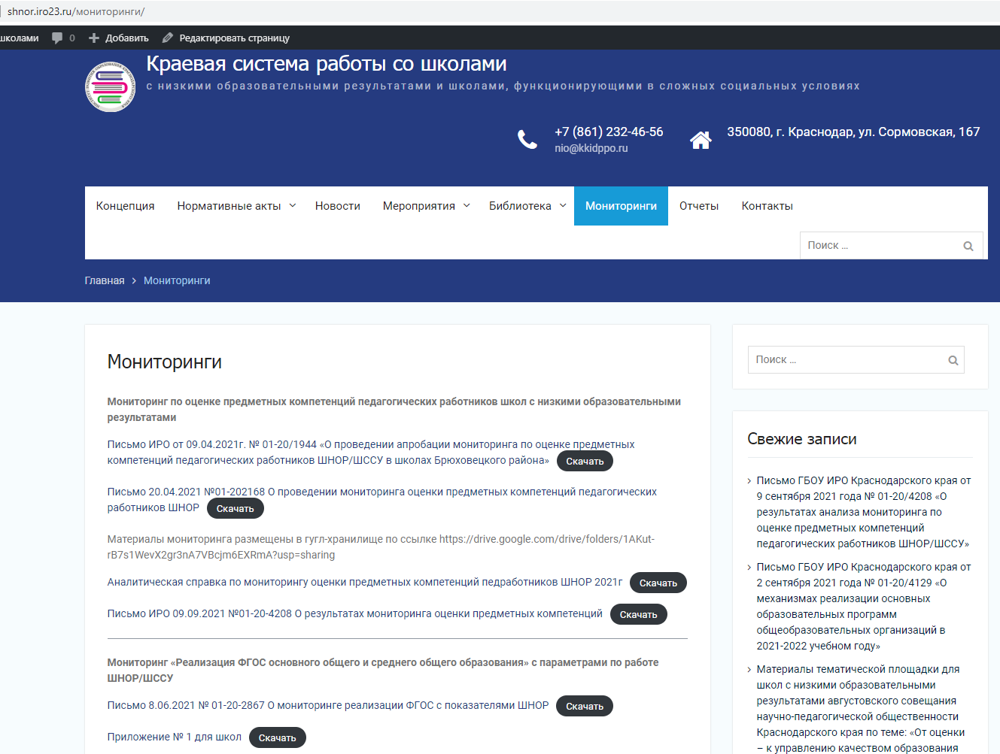 shnor.iro23.ru/мониторинги/
школами 0 Добавить Редактировать страницу
Краевая система работы со школами
с низкими образовательными результатами и школами, функционирующими в сложных социальных условиях
+7 (861) 232-46-56
nio@kkidppo.ru
350080, г. Краснодар, ул. Сормовская, 167
Концепция Нормативные акты Новости Мероприятия Библиотека Мониторинги Отчеты Контакты
Поиск ...
Главная > Мониторинги
Мониторинги
Мониторинг по оценке предметных компетенций педагогических работников школ с низкими образовательными
результатами
Письмо ИРО от 09.04.2021г. № 01-20/1944 «О проведении апробации мониторинга по оценке предметных
компетенций педагогических работников ШНОР/ШССУ в школах Брюховецкого района» Скачать
Письмо 20.04.2021 №01-202168 О проведении мониторинга оценки предметных компетенций педагогических
работников ШНОР Скачать
Материалы мониторинга размещены в гугл-хранилище по ссылке https://drive.google.com/drive/folders/1AKut-
rB7s1WevX2gr3nA7VBcjm6EXRmA?usp=sharing
Аналитическая справка по мониторингу оценки предметных компетенций педработников ШНОР 2021г Скачать
Письмо ИРО 09.09.2021 №01-20-4208 О результатах мониторинга оценки предметных компетенций Скачать
Мониторинг «Реализация ФГОС основного общего и среднего общего образования» с параметрами по работе
ШНОР/ШССУ
Письмо 8.06.2021 № 01-20-2867 О мониторинге реализации ФГОС с показателями ШНОР Скачать
Приложение № 1 для школ Скачать
Поиск ...
Свежие записи
Письмо ГБОУ ИРО Краснодарского края от
9 сентября 2021 года № 01-20/4208 «О
результатах анализа мониторинга по
оценке предметных компетенций
педагогических работников ШНОР/ШССУ»
Письмо ГБОУ ИРО Краснодарского края от
2 сентября 2021 года № 01-20/4129 «О
механизмах реализации основных
образовательных программ
общеобразовательных организаций в
2021-2022 учебном году»
Материалы тематической площадки для
школ с низкими образовательными
результатами августовского совещания
научно-педагогической общественности
Краснодарского края по теме: «От оценки
– к управлению качеством образования